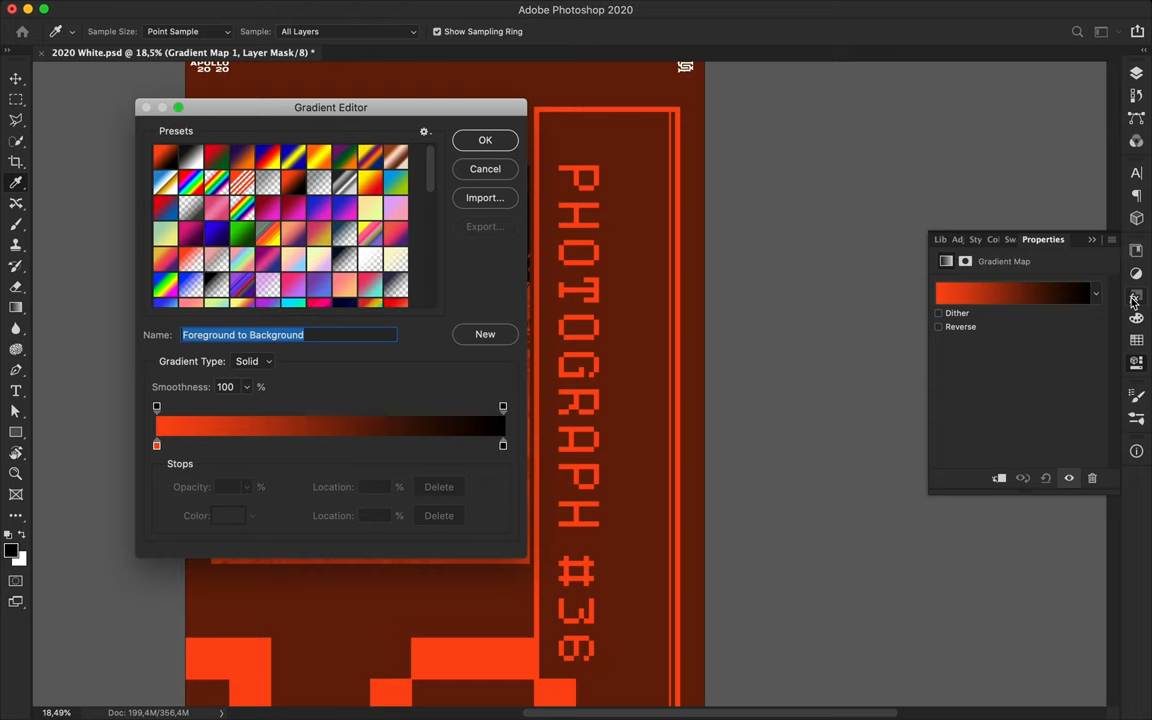 Adobe Photoshop 2020
Sample Size: Point Sample Sample: All Layers Show Sampling Ring
2020 White.psd @ 18,5% (Gradient Map 1, Layer Mask/8) *
APOLLO
20 20
Gradient Editor
Presets
OK
Cancel
Import...
Export...
Name: Foreground to Background
New
Gradient Type: Solid
Smoothness: 100 %
Stops
Opacity: % Location: % Delete
Color: Location: % Delete
PHOTOGRAPH #36
Lib Ad Sty Col Sw Properties
Gradient Map
Dither
Reverse
18,49% Doc: 199,4M/356,4M